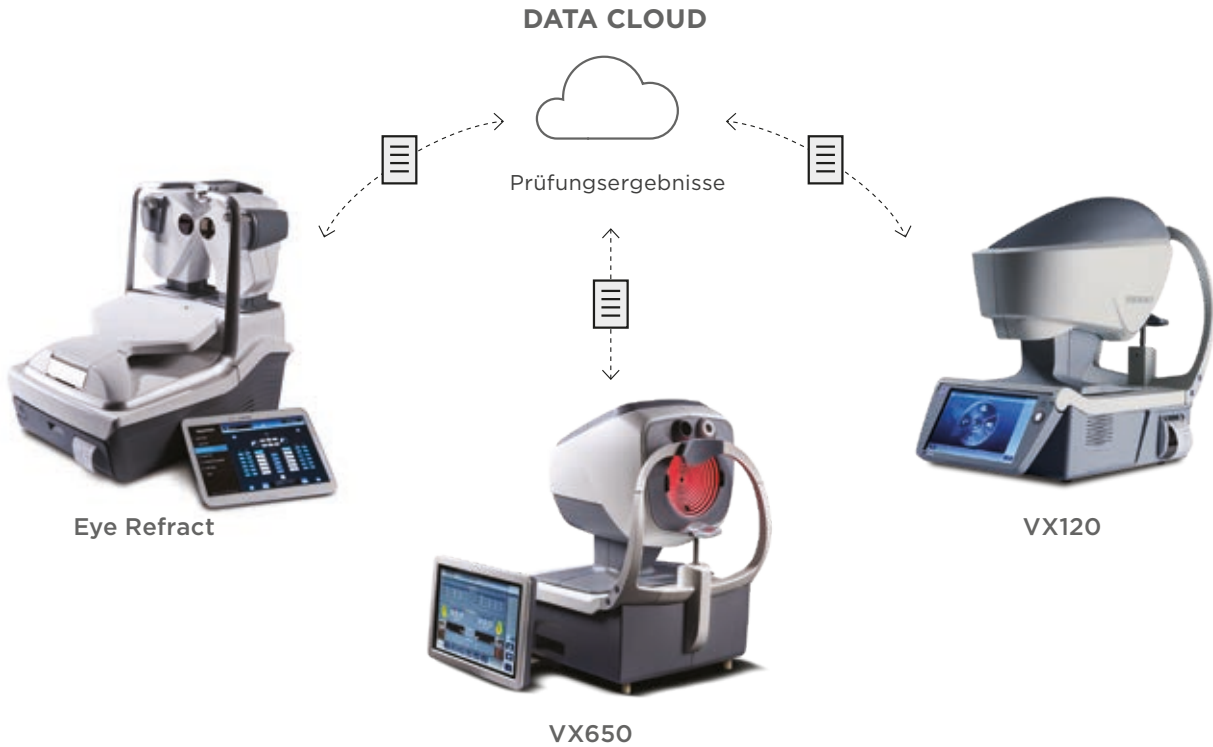 DATA CLOUD
Prüfungsergebnisse
Eye Refract
VX120
VX650